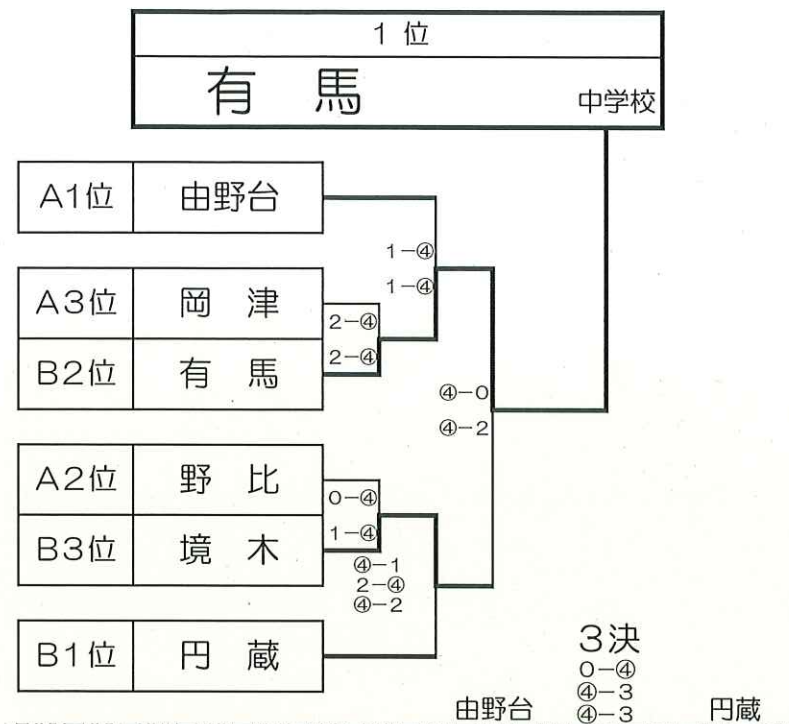 1 位
有 馬 中学校
A1位 由野台
1-④
1-④
A3位 岡 津
2-④
B2位 有 馬
2-④
④-0
④-2
A2位 野 比
0-④
B3位 境 木
1-④
④-1
2-④
④-2
B1位 円 蔵
3決
0-④
④-3
由野台 ④-3 円蔵